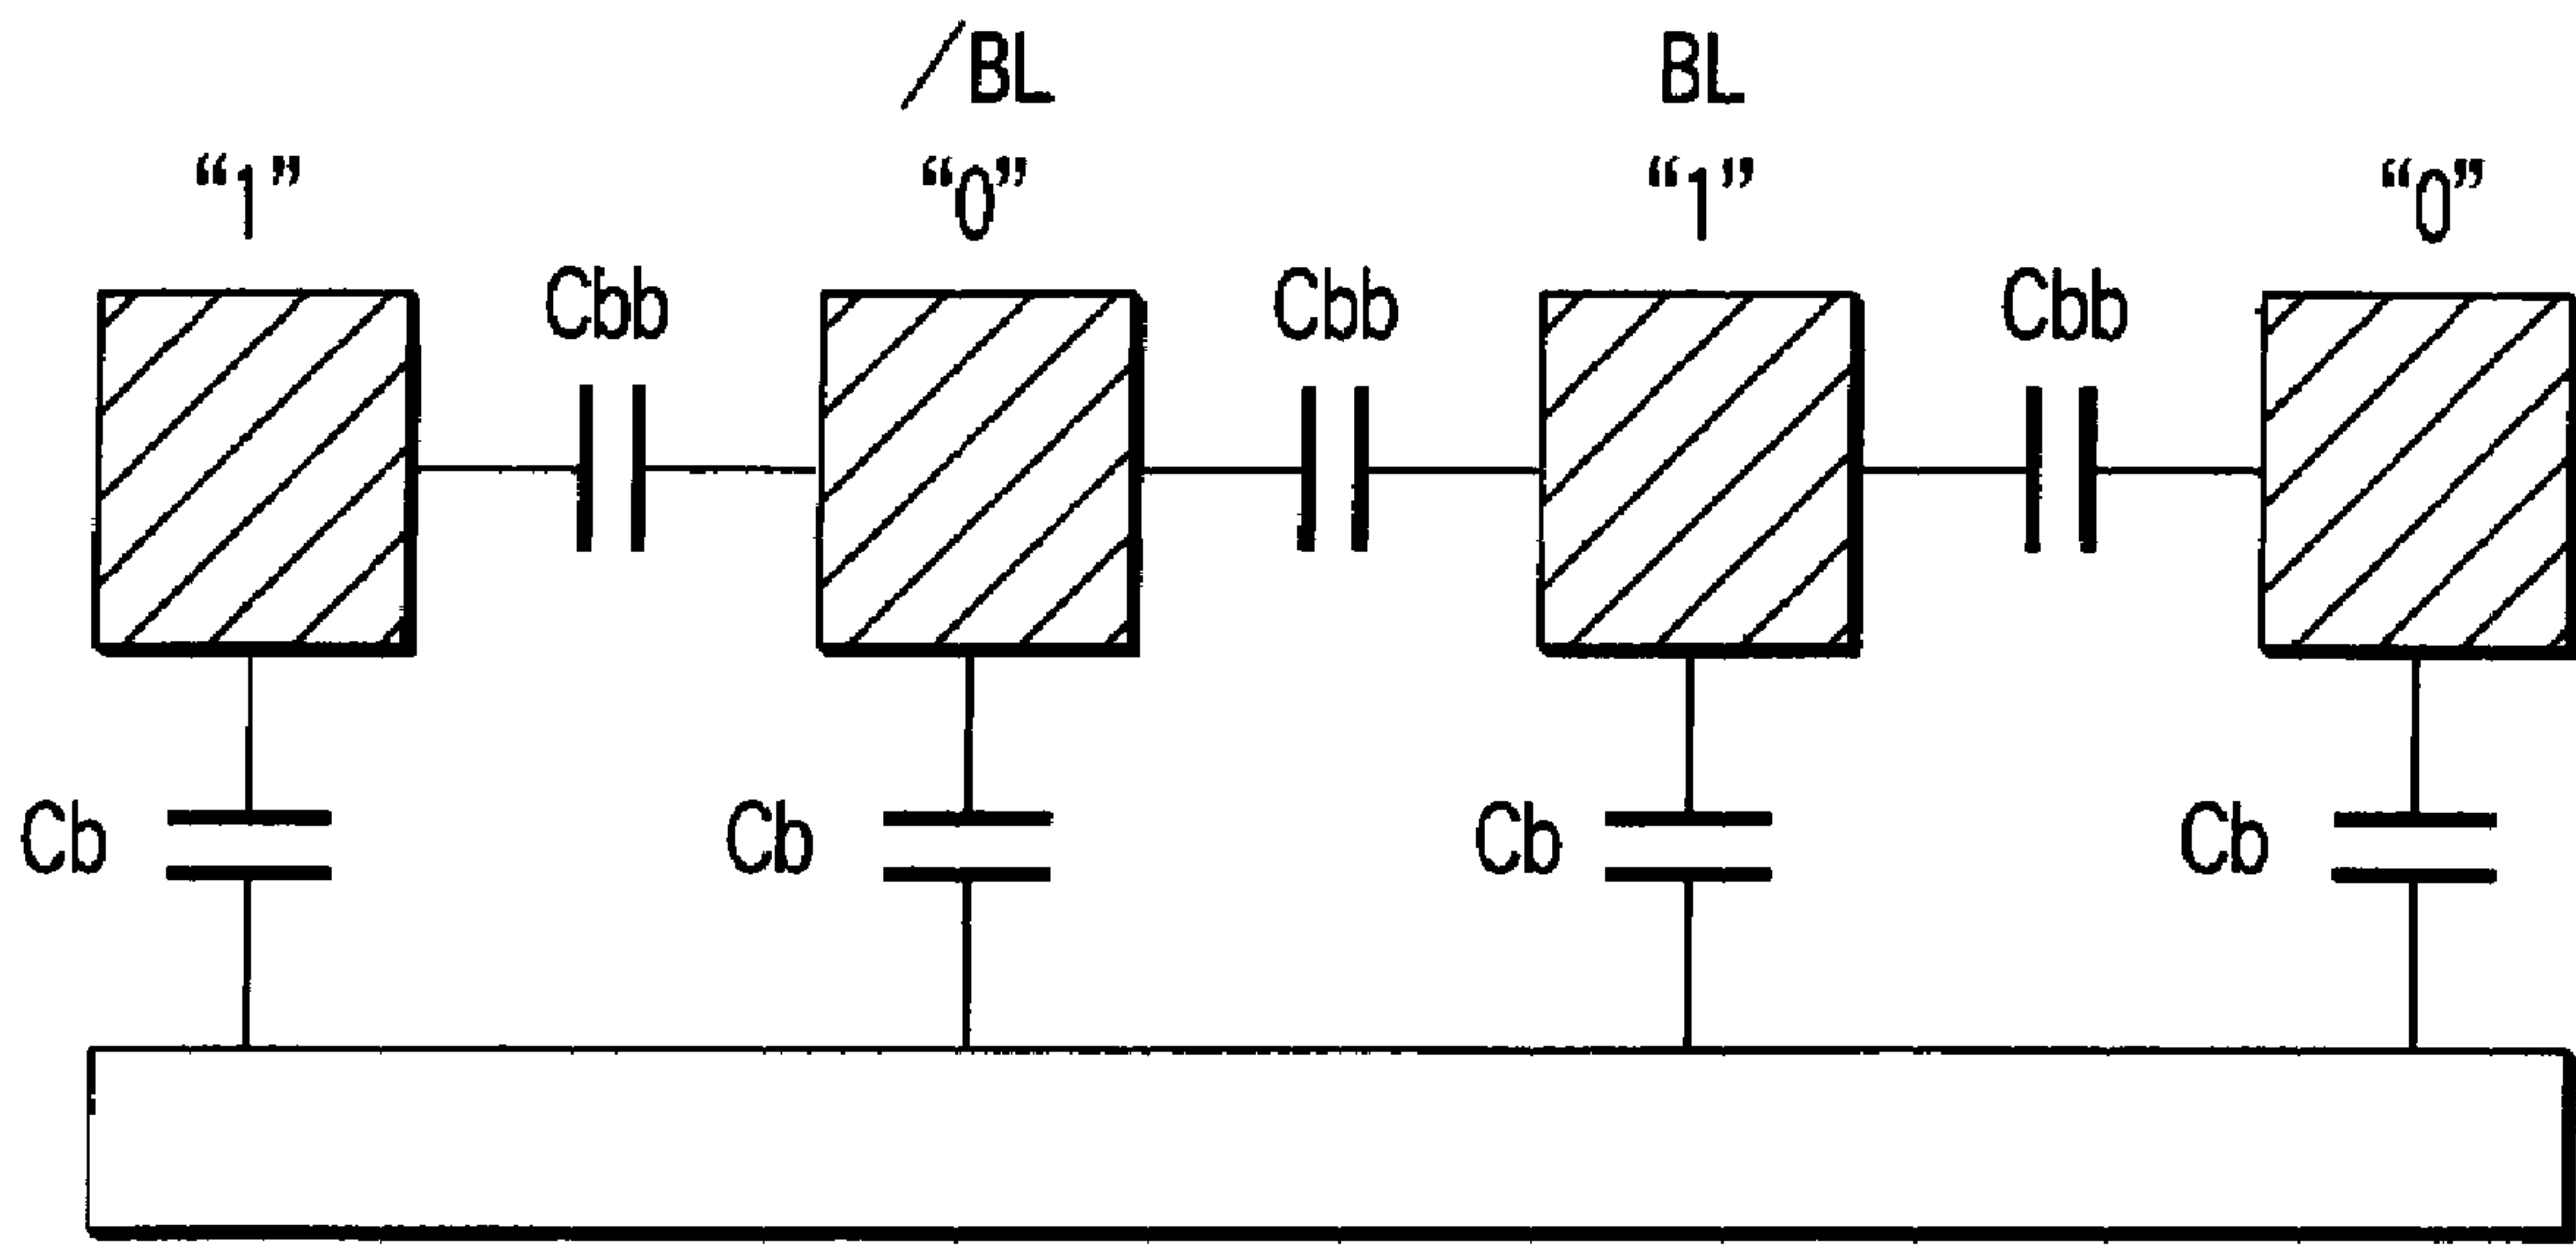 /BL BL
“1” “0” “1” “0”
Cbb Cbb Cbb
Cb Cb Cb Cb